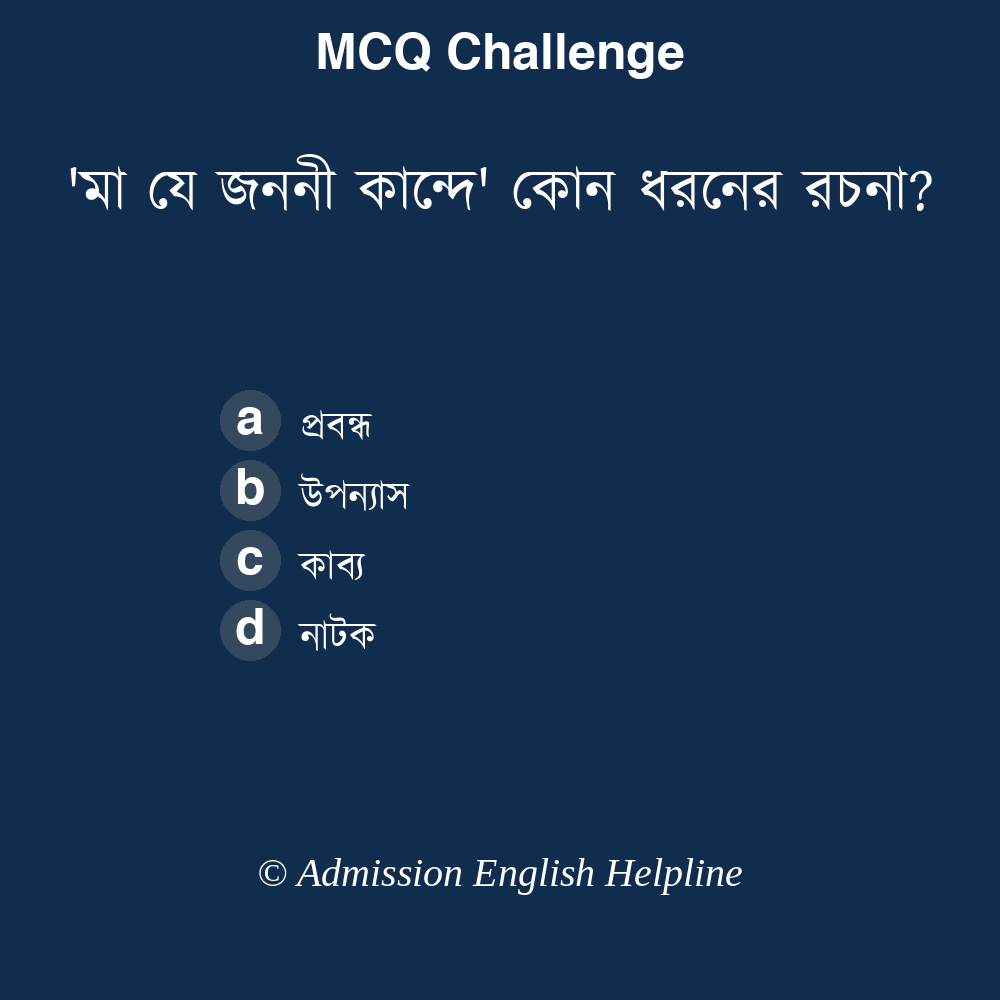 MCQ Challenge
'মা যে জননী কান্দে' কোন ধরনের রচনা?
a প্রবন্ধ
b উপন্যাস
c কাব্য
d নাটক
© Admission English Helpline